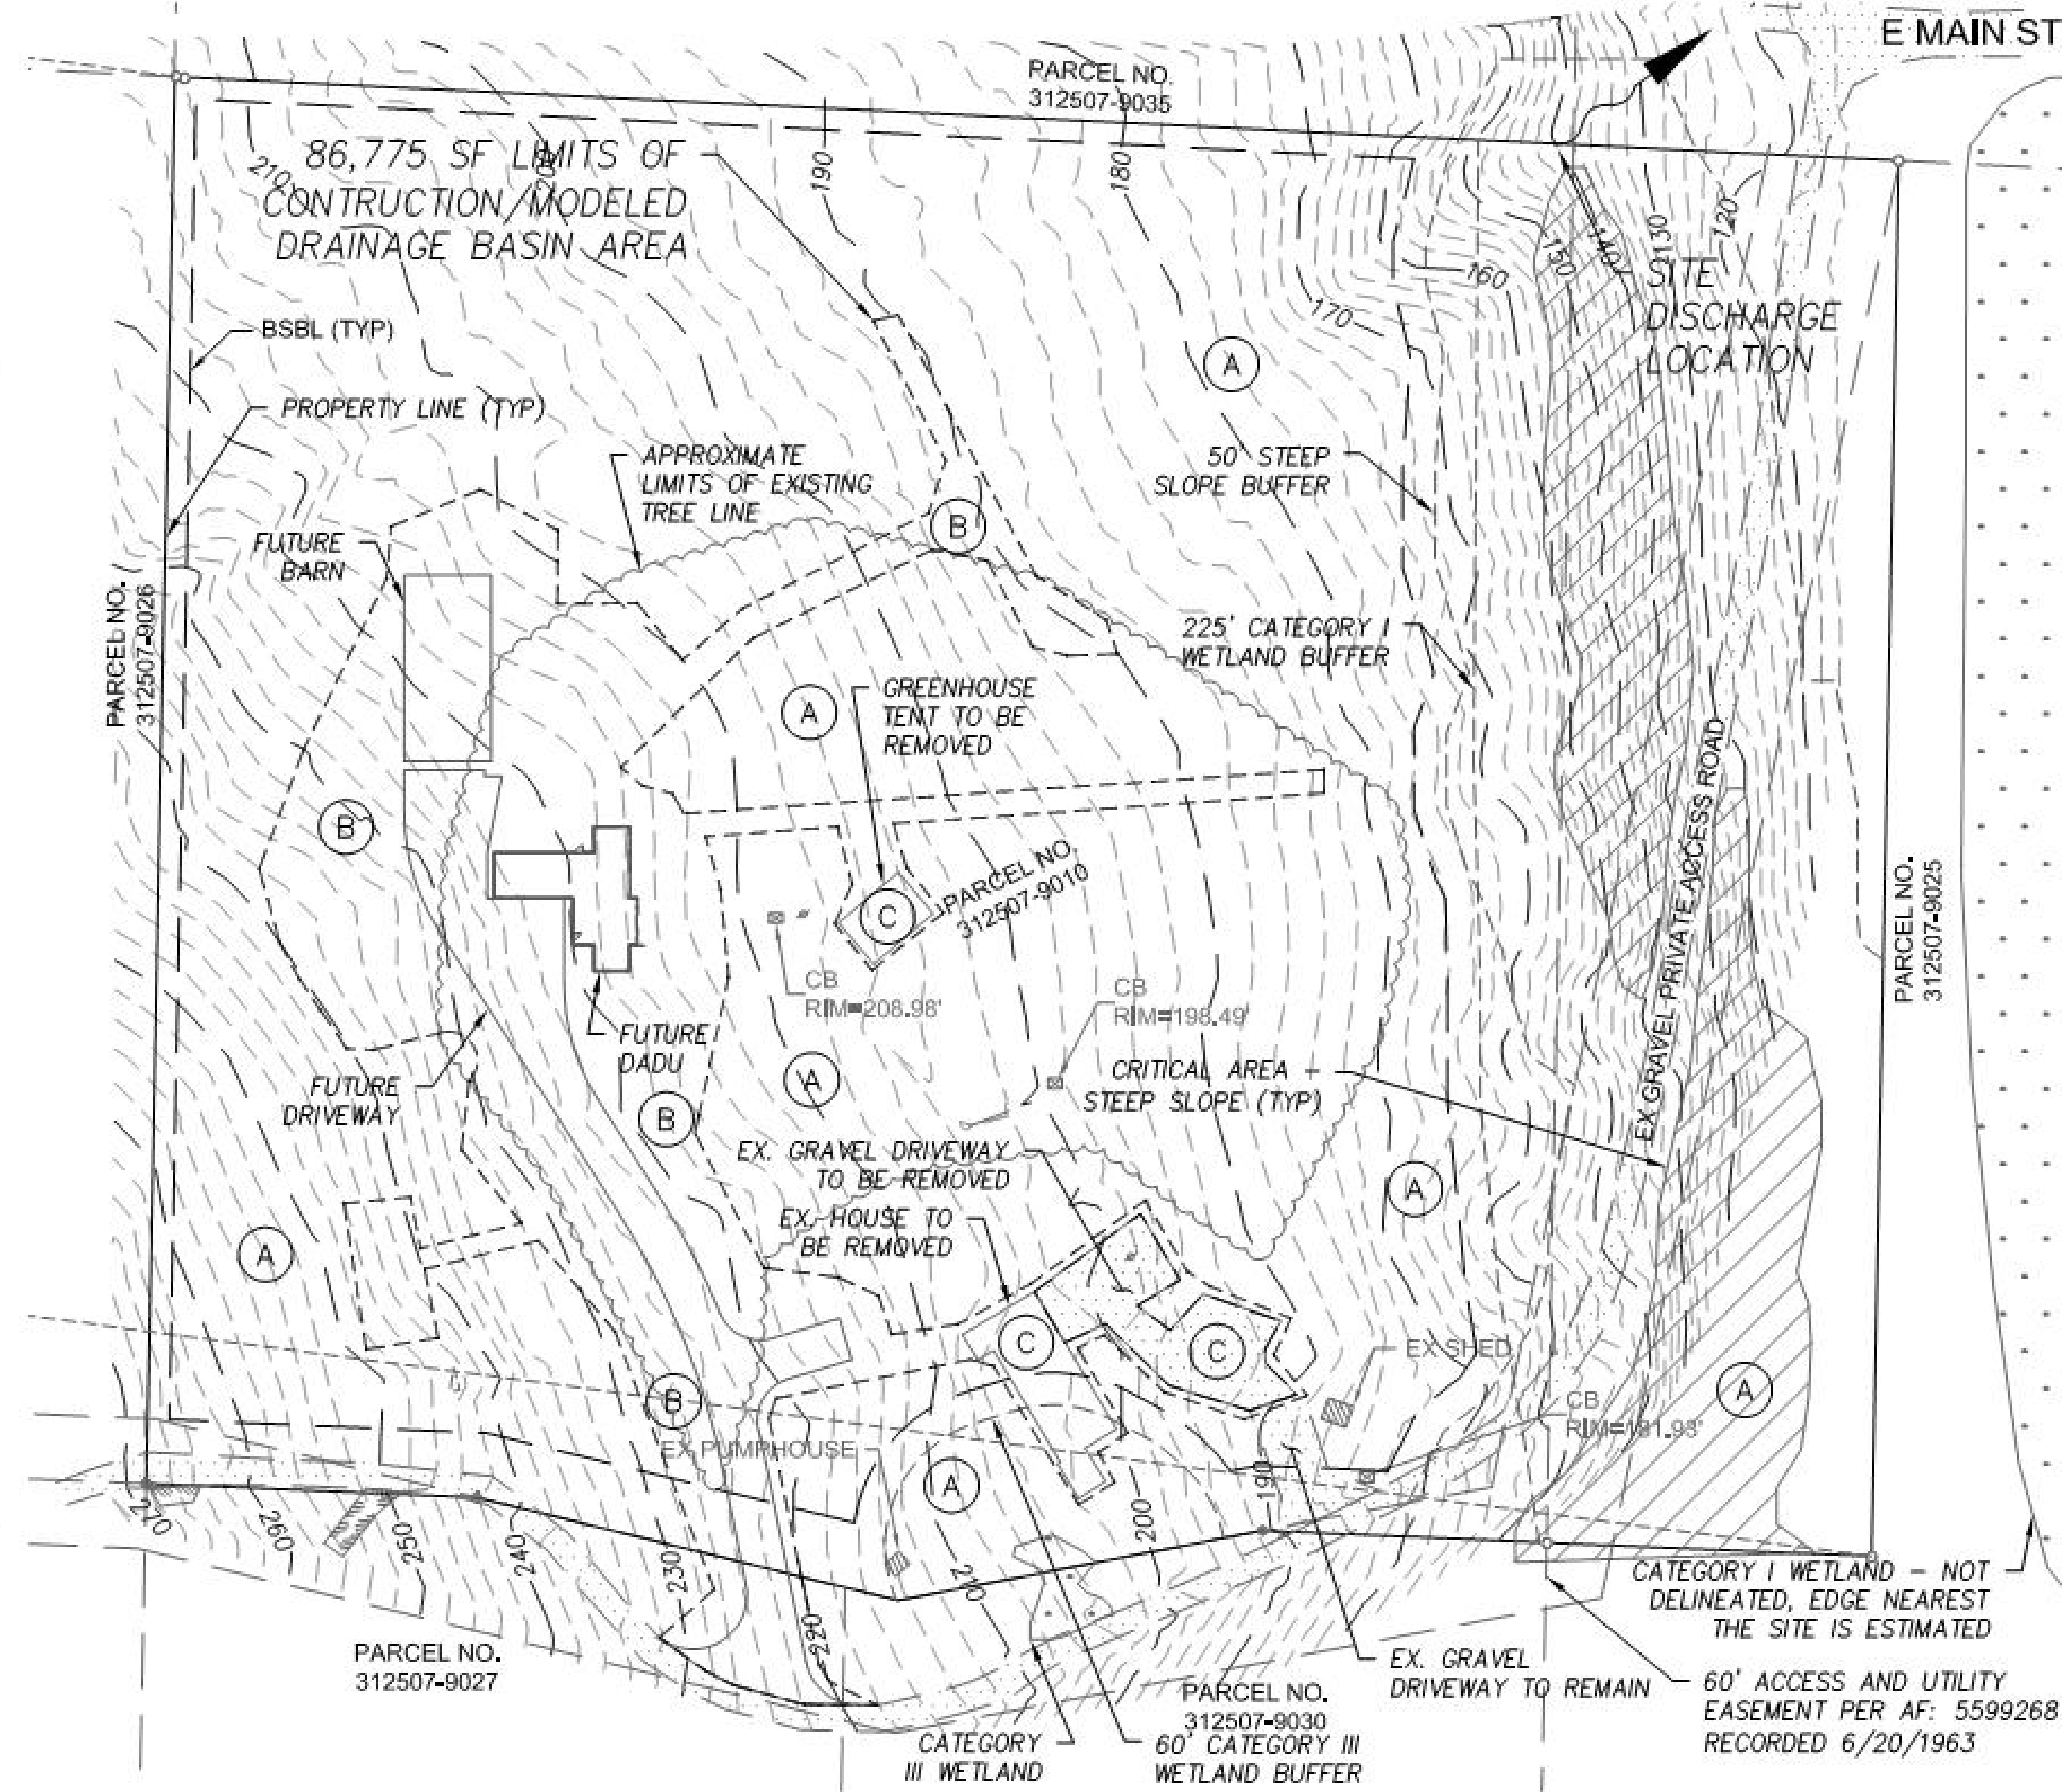 E MAIN ST
PARCEL NO.
312507-9035
86,775 SF LIMITS OF
CONTRUCTION/MODELED
DRAINAGE BASIN AREA
210
190
180
150
140
130
120
160
170
SITE
DISCHARGE
LOCATION
BSBL (TYP)
A
PROPERTY LINE (TYP)
APPROXIMATE
LIMITS OF EXISTING
TREE LINE
50' STEEP
SLOPE BUFFER
B
FUTURE
BARN
PARCEL NO.
312507-9026
225' CATEGORY I
WETLAND BUFFER
GREENHOUSE
TENT TO BE
REMOVED
A
B
EX GRAVEL PRIVATE ACCESS ROAD
PARCEL NO.
312507-9010
C
PARCEL NO.
312507-9025
CB
RIM=208.98'
CB
RIM=198.49'
FUTURE
DADU
FUTURE
DRIVEWAY
A
B
CRITICAL AREA
STEEP SLOPE (TYP)
EX. GRAVEL DRIVEWAY
TO BE REMOVED
A
EX. HOUSE TO
BE REMOVED
A
C
C
EX SHED
A
B
CB
RIM=181.93'
EX PUMPHOUSE
A
190
200
270
260
250
240
230
220
210
CATEGORY I WETLAND - NOT
DELINEATED, EDGE NEAREST
THE SITE IS ESTIMATED
PARCEL NO.
312507-9027
EX. GRAVEL
DRIVEWAY TO REMAIN
PARCEL NO.
312507-9030
60' ACCESS AND UTILITY
EASEMENT PER AF: 5599268
RECORDED 6/20/1963
CATEGORY
III WETLAND
60' CATEGORY III
WETLAND BUFFER